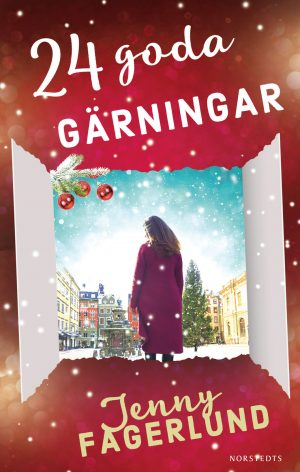 24 goda
GÄRNINGAR
Jenny
FAGERLUND
NORSTEDTS